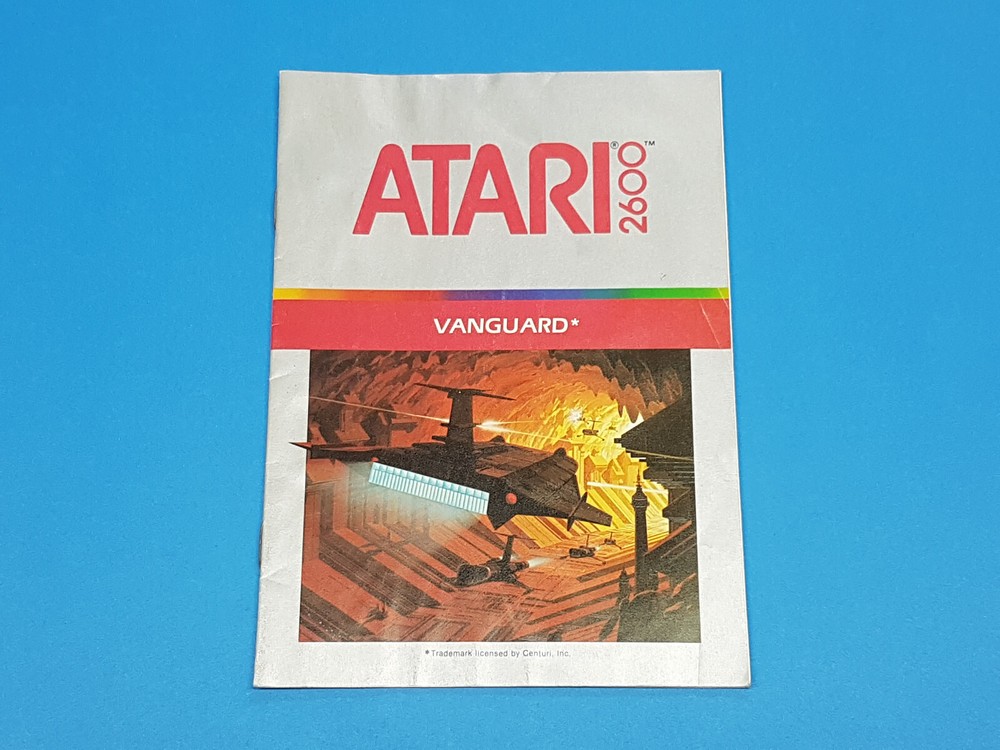 ATARI® 2600™
VANGUARD*
*Trademark licensed by Centuri, Inc.